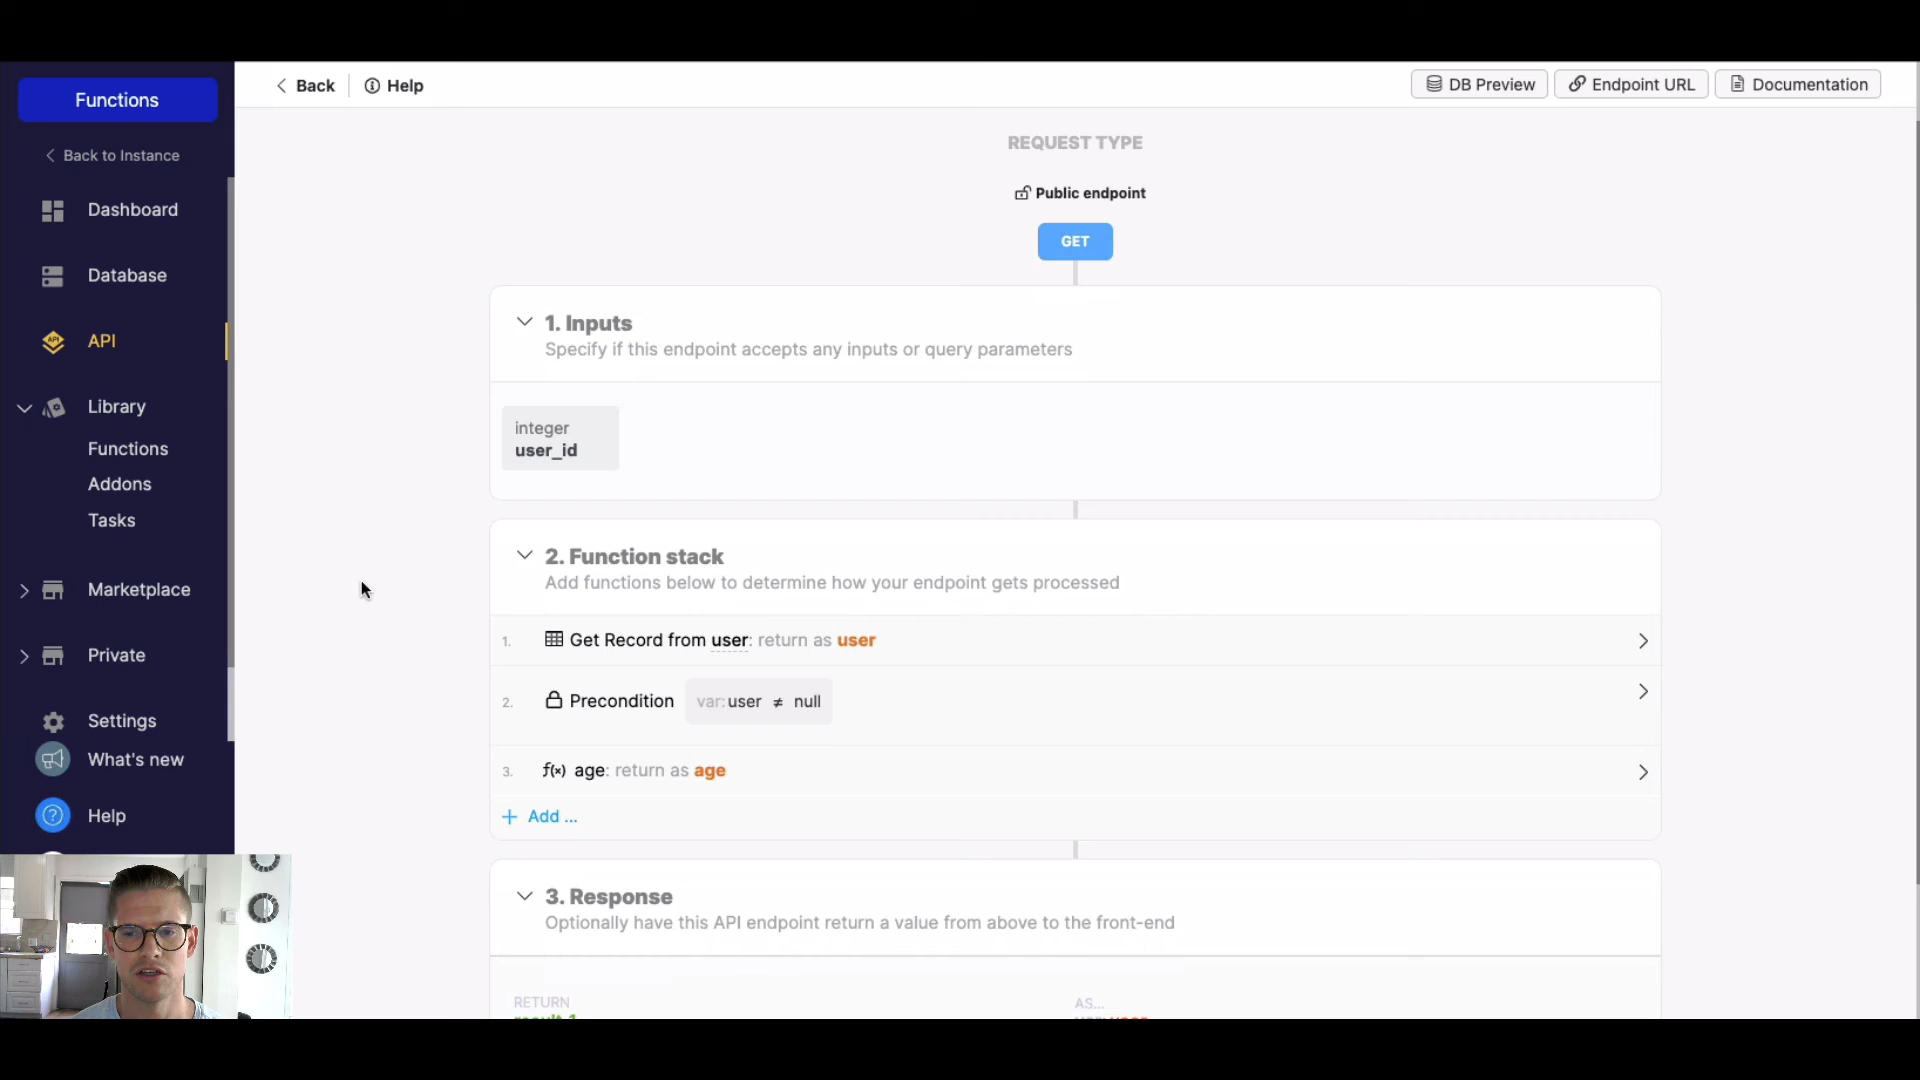 Functions
Back to Instance
Dashboard
Database
API
Library
Functions
Addons
Tasks
Marketplace
Private
Settings
What's new
Help
Back
Help
DB Preview
Endpoint URL
Documentation
REQUEST TYPE
Public endpoint
GET
1. Inputs
Specify if this endpoint accepts any inputs or query parameters
integer
user_id
2. Function stack
Add functions below to determine how your endpoint gets processed
1. Get Record from user: return as user
2. Precondition var:user ≠ null
3. f(x) age: return as age
+ Add ...
3. Response
Optionally have this API endpoint return a value from above to the front-end
RETURN
AS...